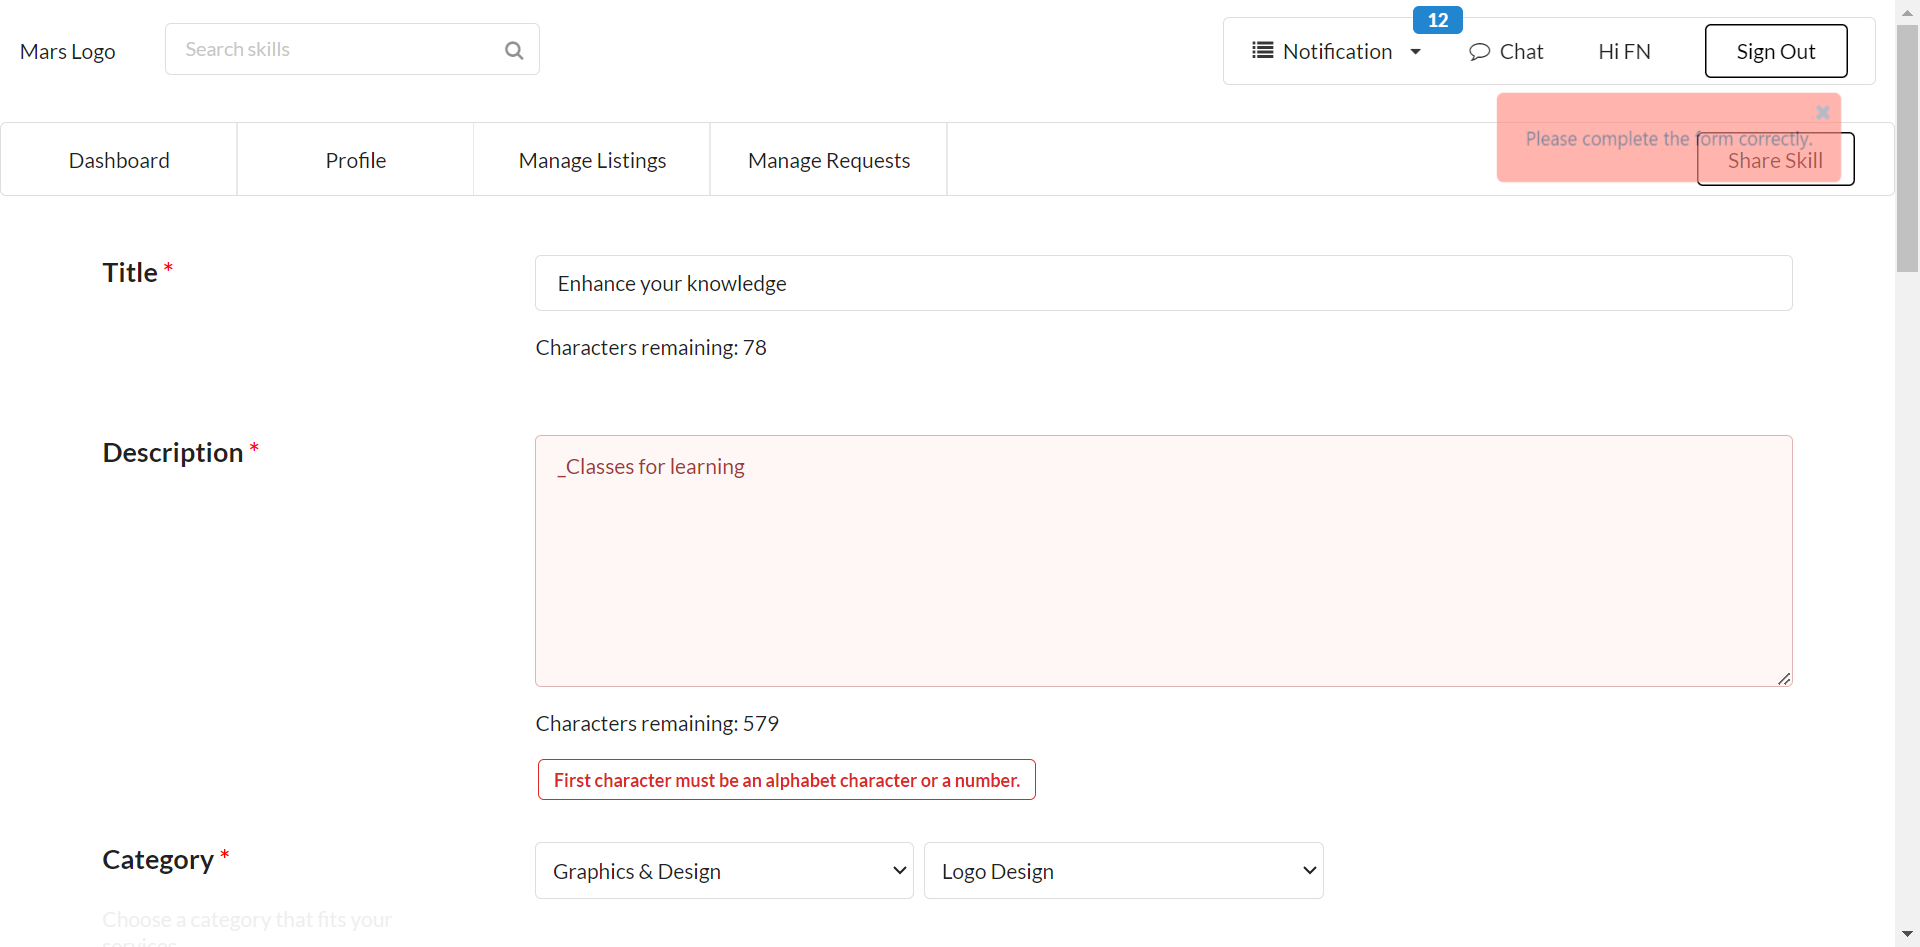 Mars Logo
Search skills
Notification
12
Chat
Hi FN
Sign Out
Please complete the form correctly.
Dashboard
Profile
Manage Listings
Manage Requests
Share Skill
Title *
Enhance your knowledge
Characters remaining: 78
Description *
_Classes for learning
Characters remaining: 579
First character must be an alphabet character or a number.
Category *
Graphics & Design
Logo Design
Choose a category that fits your
services